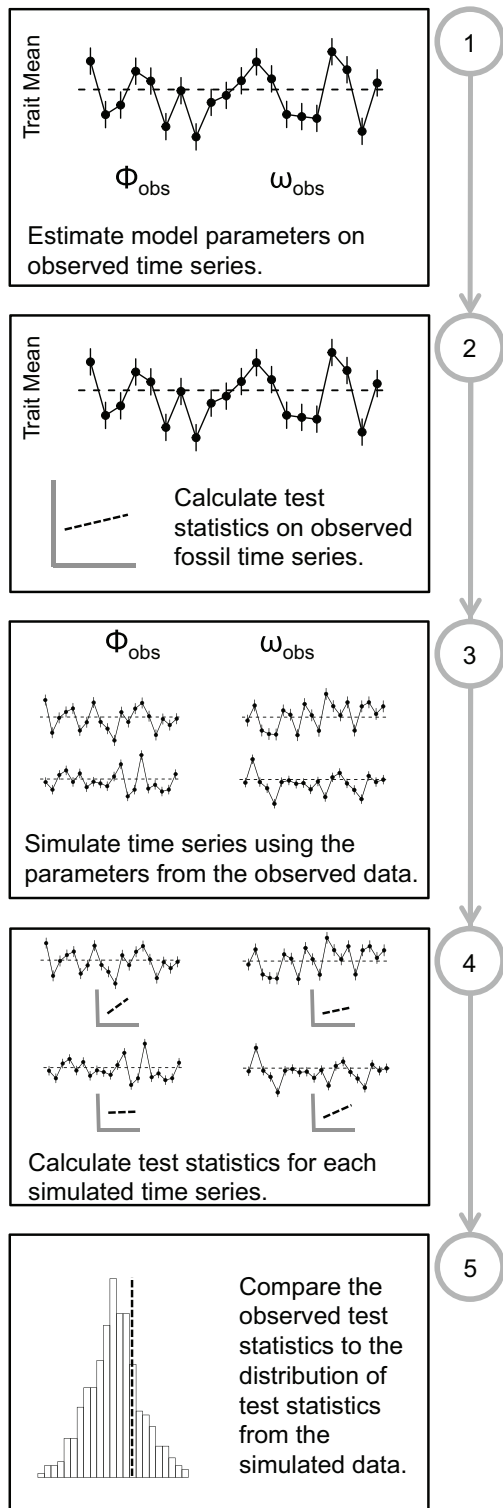 1
Trait Mean
Φobs ωobs
Estimate model parameters on
observed time series.
2
Trait Mean
Calculate test
statistics on observed
fossil time series.
3
Φobs ωobs
Simulate time series using the
parameters from the observed data.
4
Calculate test statistics for each
simulated time series.
5
Compare the
observed test
statistics to the
distribution of
test statistics
from the
simulated data.